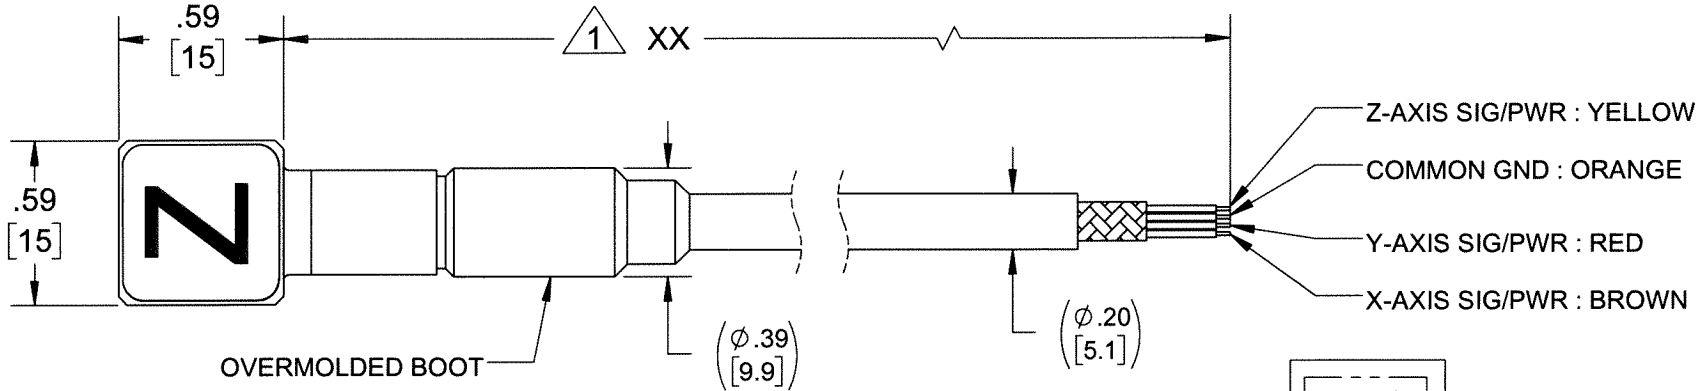 .59
[15]
1 XX
Z-AXIS SIG/PWR : YELLOW
COMMON GND : ORANGE
Y-AXIS SIG/PWR : RED
X-AXIS SIG/PWR : BROWN
.59
[15]
Z
OVERMOLDED BOOT
(⌀.39
[9.9])
(⌀.20
[5.1])